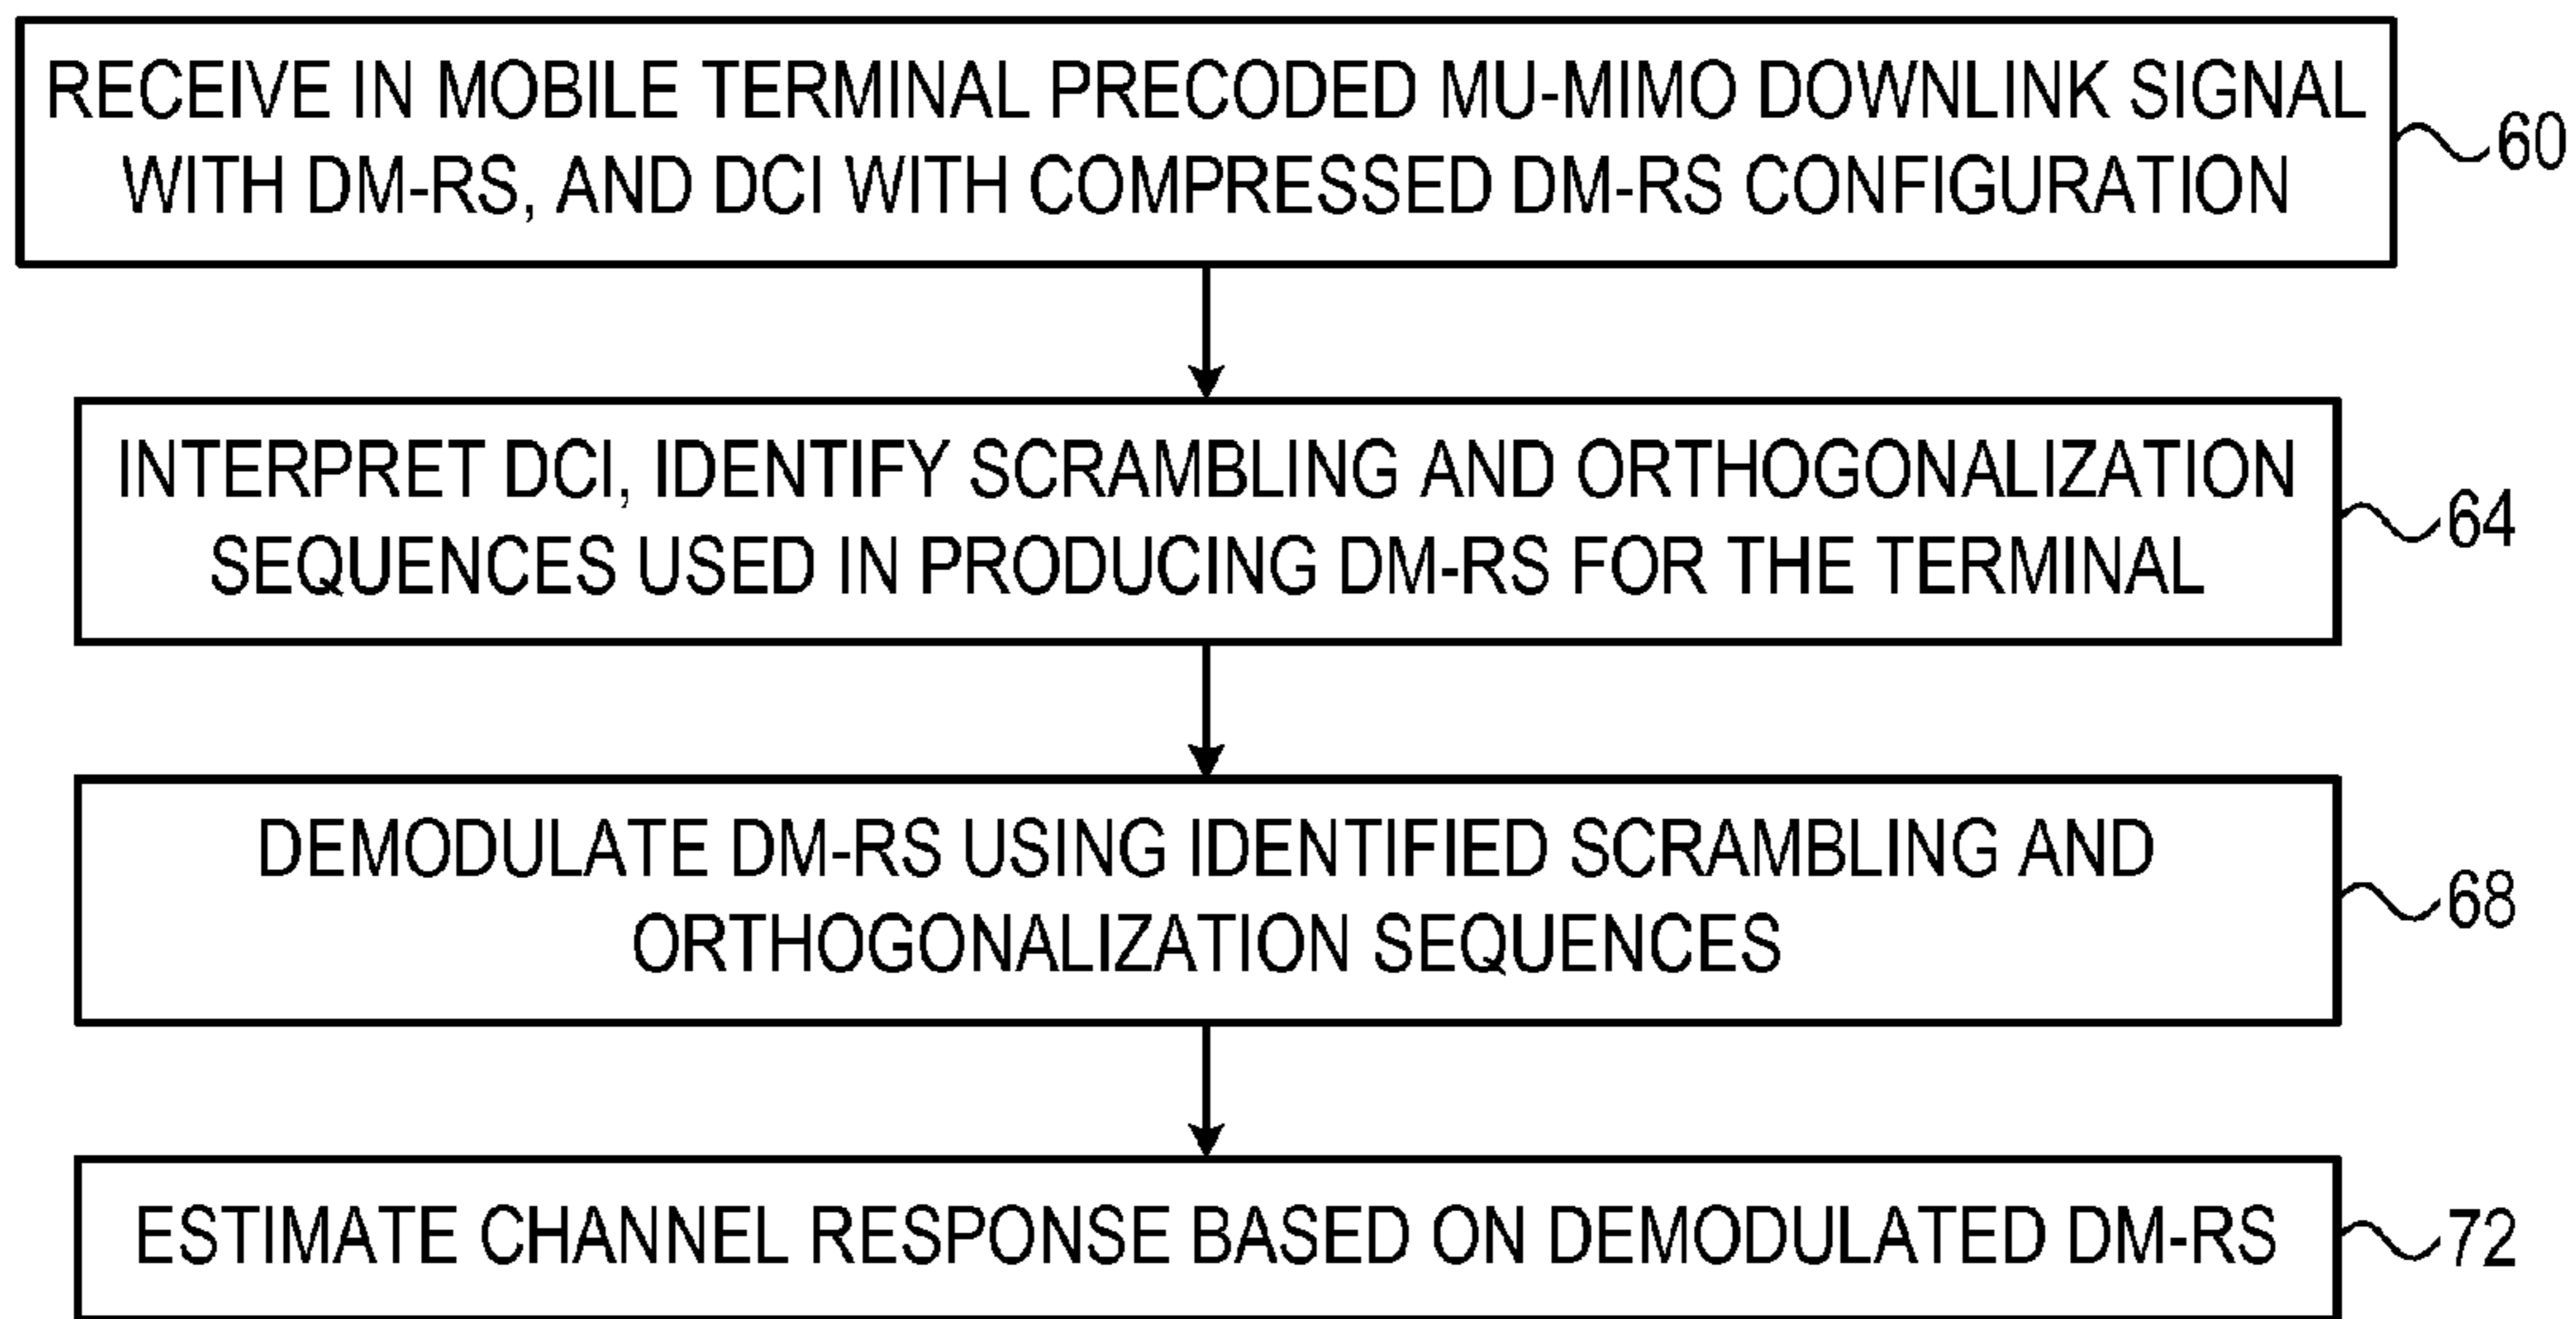 RECEIVE IN MOBILE TERMINAL PRECODED MU-MIMO DOWNLINK SIGNAL
WITH DM-RS, AND DCI WITH COMPRESSED DM-RS CONFIGURATION
60
INTERPRET DCI, IDENTIFY SCRAMBLING AND ORTHOGONALIZATION
SEQUENCES USED IN PRODUCING DM-RS FOR THE TERMINAL
64
DEMODULATE DM-RS USING IDENTIFIED SCRAMBLING AND
ORTHOGONALIZATION SEQUENCES
68
ESTIMATE CHANNEL RESPONSE BASED ON DEMODULATED DM-RS
72